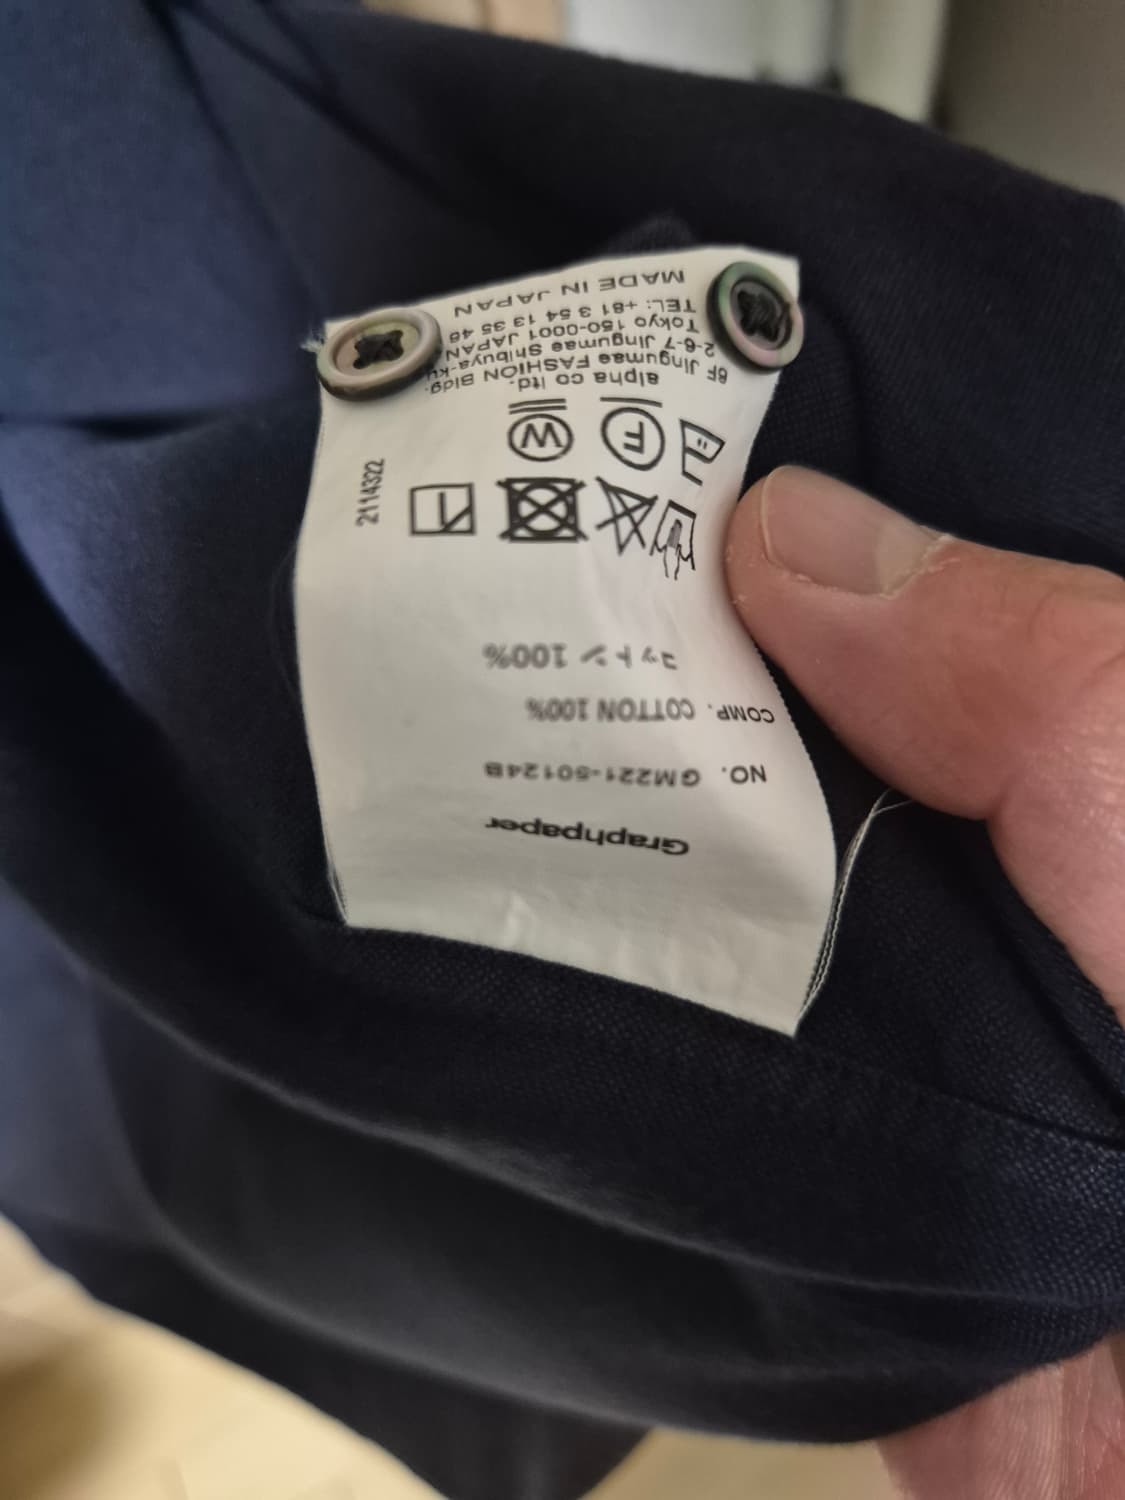 Graphpaper
NO. GM221-50124B
COMP. COTTON 100%
コットン 100%
F
W
2114322
alpha co ltd.
6F Jingumae FASHION Bldg.
2-6-7 Jingumae Shibuya-ku
Tokyo 150-0001 JAPAN
TEL: +81 3 54 13 35 46
MADE IN JAPAN